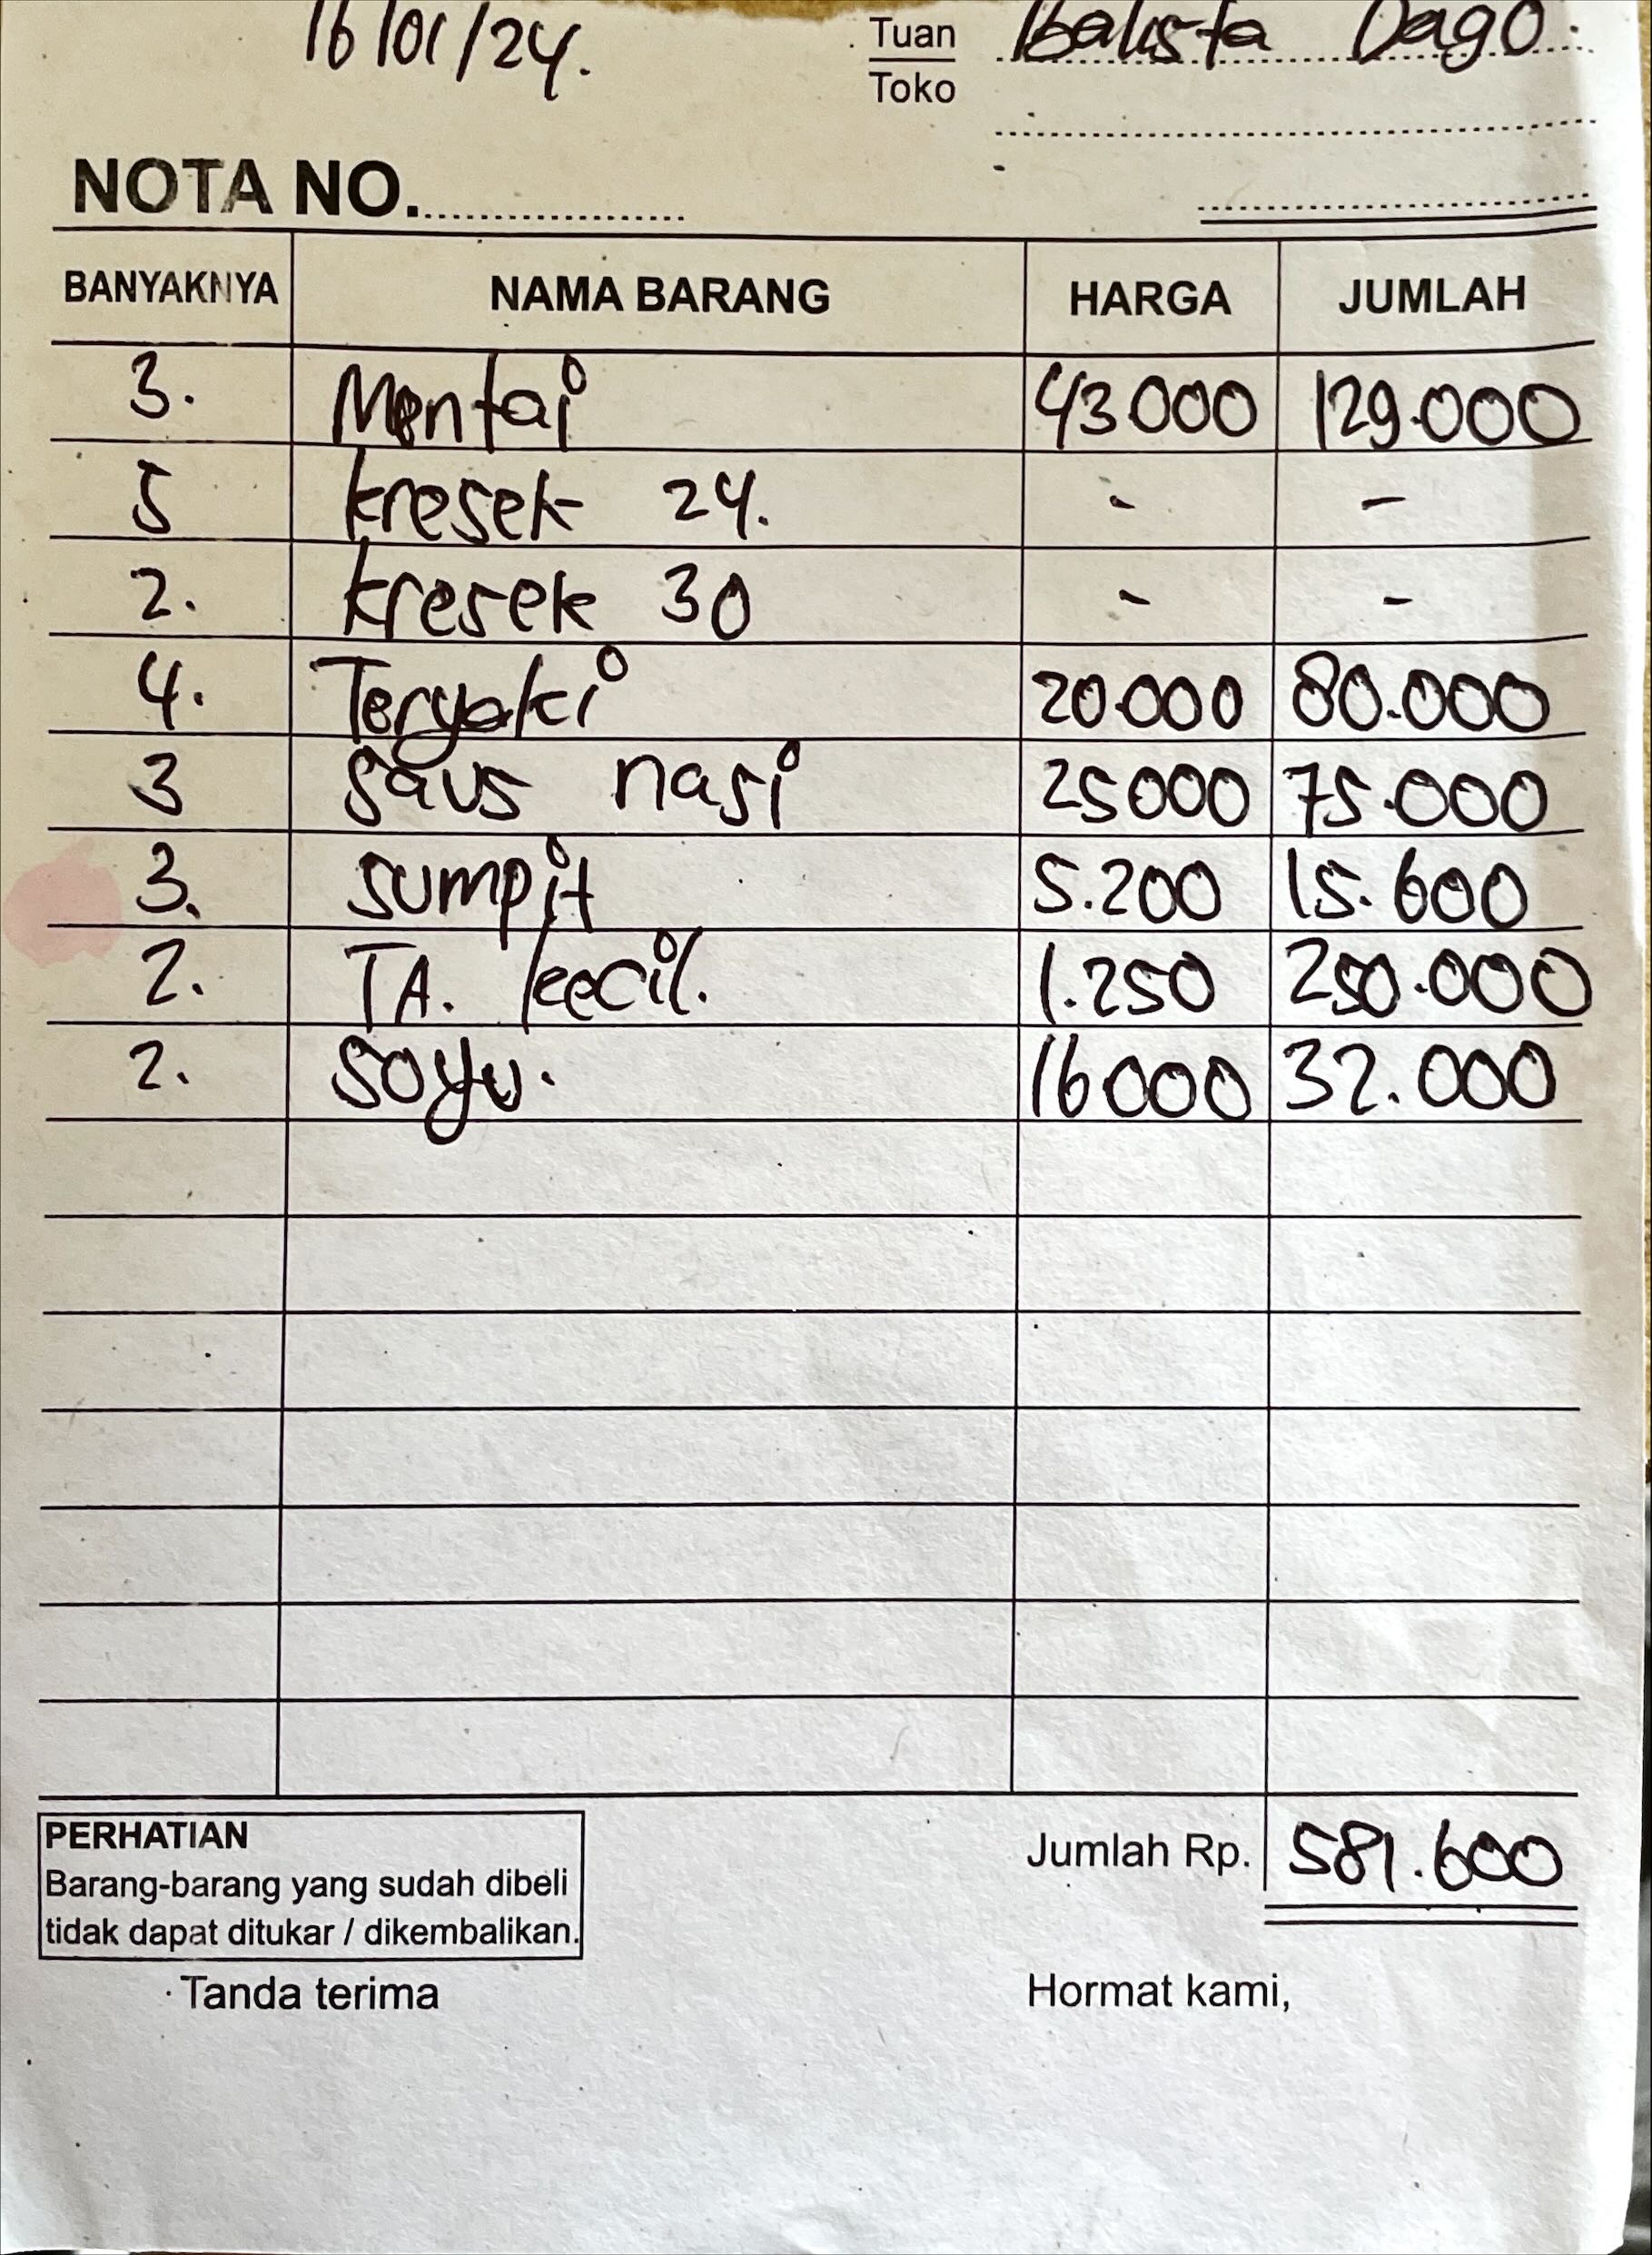 16/01/24. Tuan Balista Dago.
Toko
NOTA NO.
BANYAKNYA NAMA BARANG HARGA JUMLAH
3. Mentai 43.000 129.000
5 kresek 24. - -
2. kresek 30 - -
4. Teryaki 20.000 80.000
3 Saus nasi 25000 75.000
3. sumpit 5.200 15.600
2. TA. kecil. 1.250 250.000
2. Soyu. 16000 32.000
Jumlah Rp. 581.600
PERHATIAN
Barang-barang yang sudah dibeli
tidak dapat ditukar / dikembalikan.
Tanda terima Hormat kami,